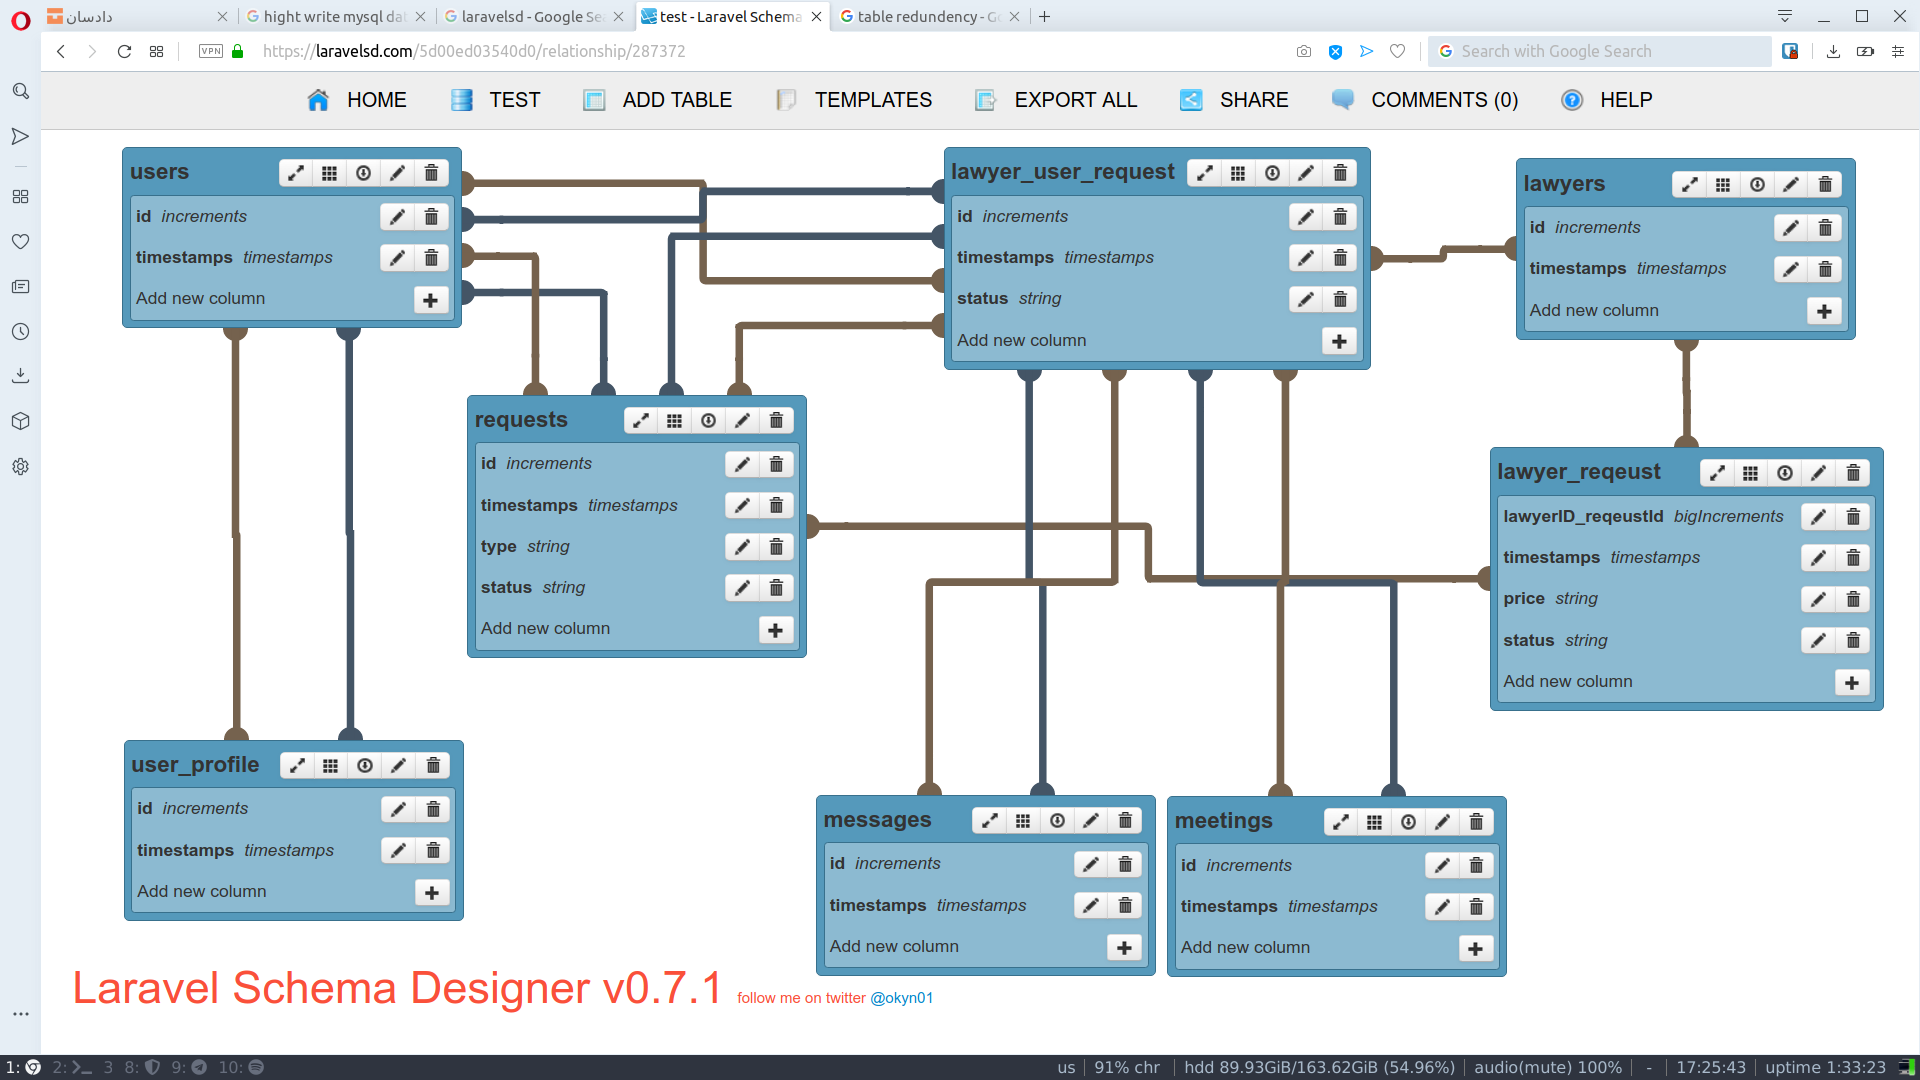 دادسان
hight write mysql dat
laravelsd - Google Se
test - Laravel Schema
table redundency - Go
VPN
https://laravelsd.com/5d00ed03540d0/relationship/287372
Search with Google Search
HOME TEST ADD TABLE TEMPLATES EXPORT ALL SHARE COMMENTS (0) HELP
users
id increments
timestamps timestamps
Add new column
lawyer_user_request
id increments
timestamps timestamps
status string
Add new column
lawyers
id increments
timestamps timestamps
Add new column
requests
id increments
timestamps timestamps
type string
status string
Add new column
lawyer_reqeust
lawyerID_reqeustId bigIncrements
timestamps timestamps
price string
status string
Add new column
user_profile
id increments
timestamps timestamps
Add new column
messages
id increments
timestamps timestamps
Add new column
meetings
id increments
timestamps timestamps
Add new column
Laravel Schema Designer v0.7.1 follow me on twitter @okyn01
1: 2: 3 8: 9: 10: us 91% chr hdd 89.93GiB/163.62GiB (54.96%) audio(mute) 100% - 17:25:43 uptime 1:33:23